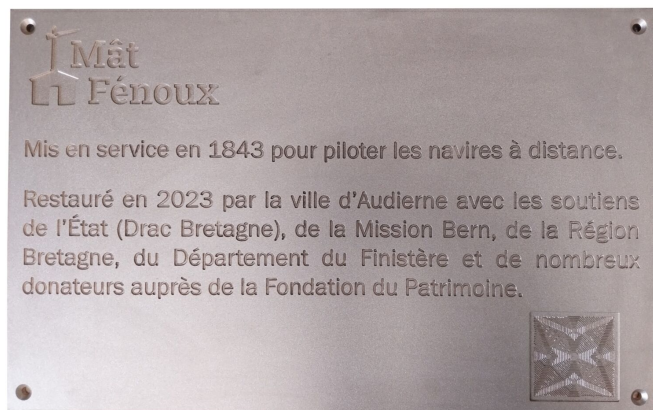 Mât
Fénoux
Mis en service en 1843 pour piloter les navires à distance.
Restauré en 2023 par la ville d'Audierne avec les soutiens
de l'État (Drac Bretagne), de la Mission Bern, de la Région
Bretagne, du Département du Finistère et de nombreux
donateurs auprès de la Fondation du Patrimoine.